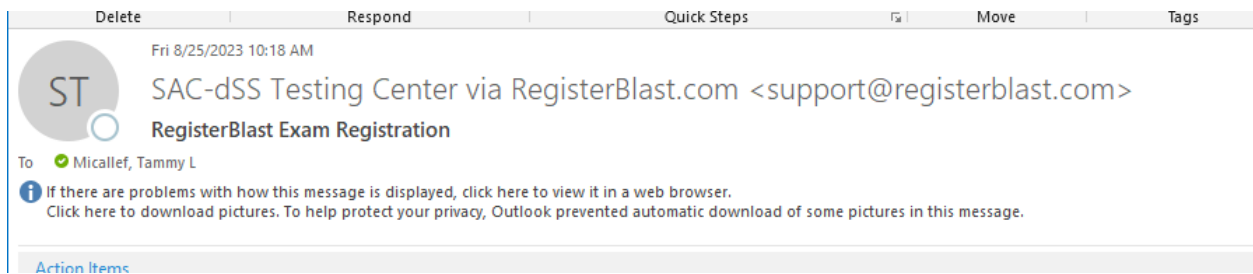 Delete Respond Quick Steps Move Tags
Fri 8/25/2023 10:18 AM
ST
SAC-dSS Testing Center via RegisterBlast.com <support@registerblast.com>
RegisterBlast Exam Registration
To Micallef, Tammy L
If there are problems with how this message is displayed, click here to view it in a web browser.
Click here to download pictures. To help protect your privacy, Outlook prevented automatic download of some pictures in this message.
Action Items